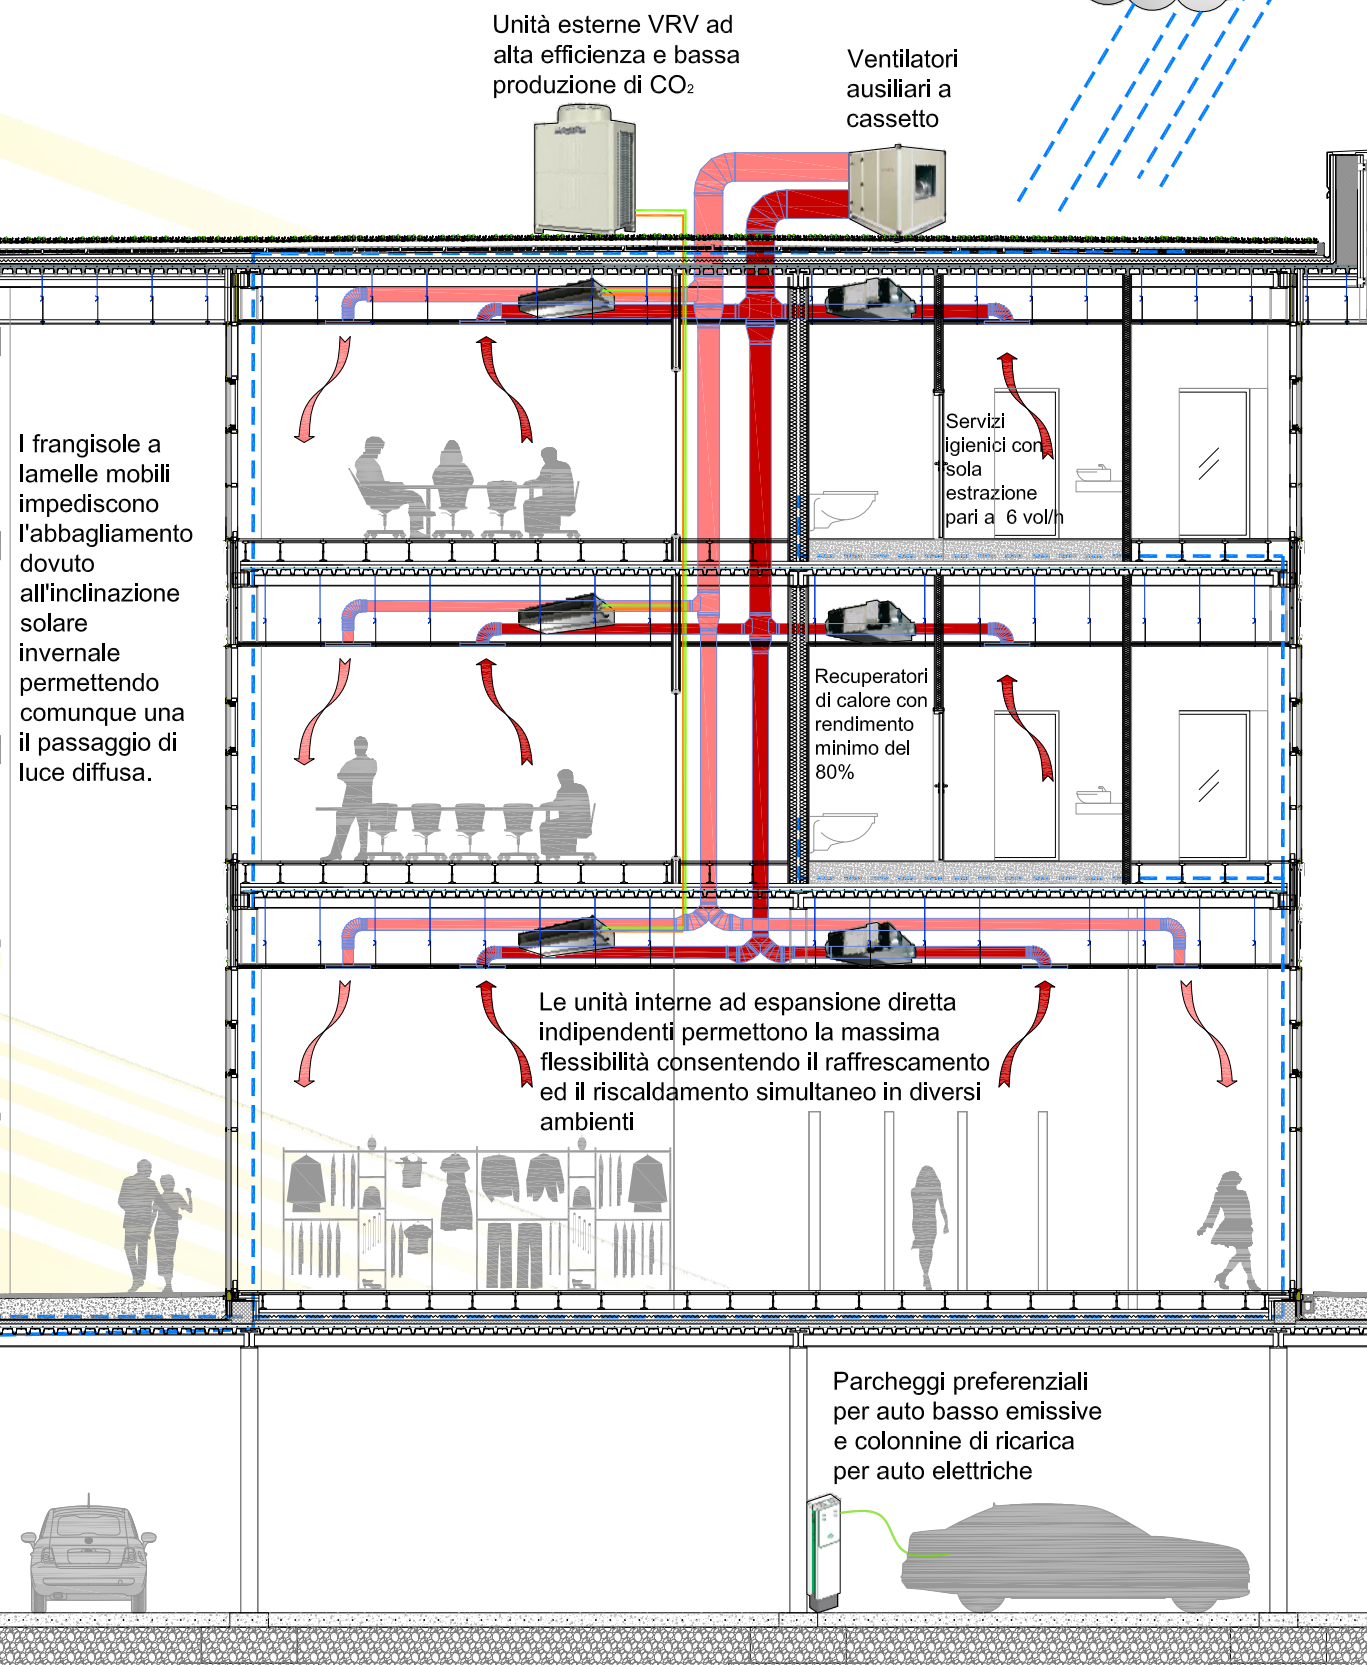 Unità esterne VRV ad
alta efficienza e bassa
produzione di CO₂
Ventilatori
ausiliari a
cassetto
I frangisole a
lamelle mobili
impediscono
l'abbagliamento
dovuto
all'inclinazione
solare
invernale
permettendo
comunque una
il passaggio di
luce diffusa.
Servizi
igienici con
sola
estrazione
pari a 6 vol/h
Recuperatori
di calore con
rendimento
minimo del
80%
Le unità interne ad espansione diretta
indipendenti permettono la massima
flessibilità consentendo il raffrescamento
ed il riscaldamento simultaneo in diversi
ambienti
Parcheggi preferenziali
per auto basso emissive
e colonnine di ricarica
per auto elettriche